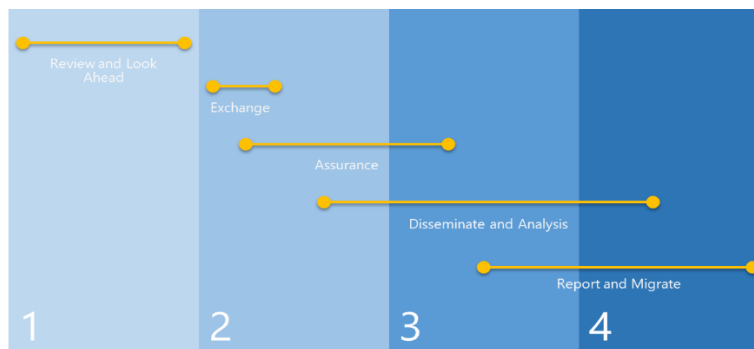 Review and Look
Ahead
Exchange
Assurance
Disseminate and Analysis
Report and Migrate
1
2
3
4